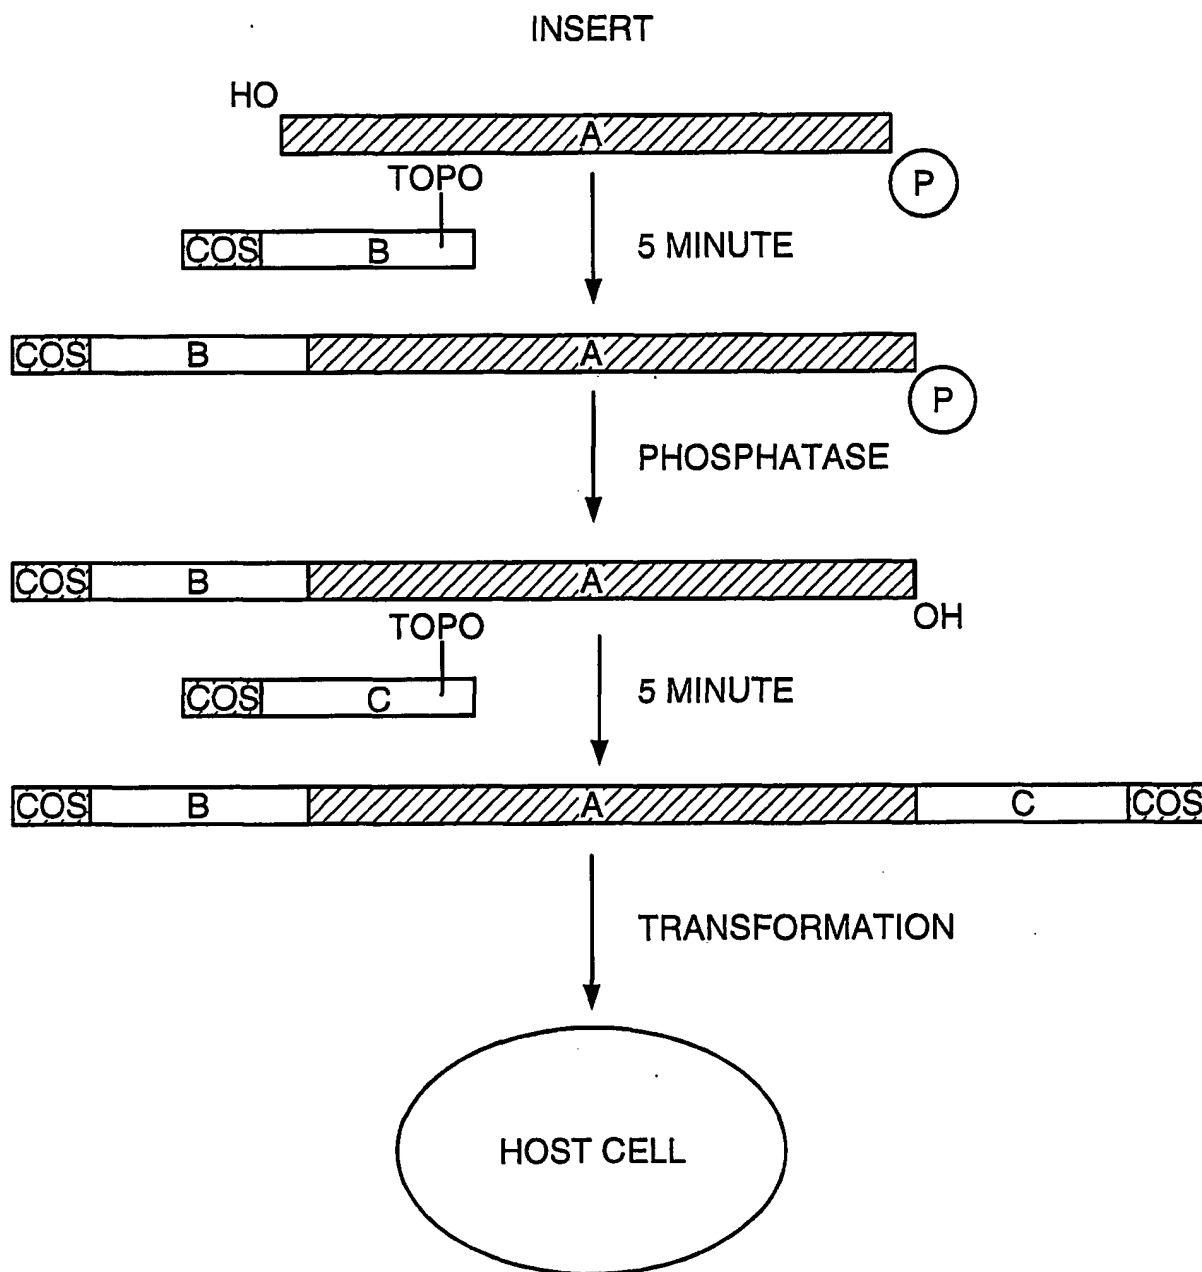 INSERT
HO
A
P
TOPO
COS B
5 MINUTE
COS B A
P
PHOSPHATASE
COS B A
OH
TOPO
COS C
5 MINUTE
COS B A C COS
TRANSFORMATION
HOST CELL